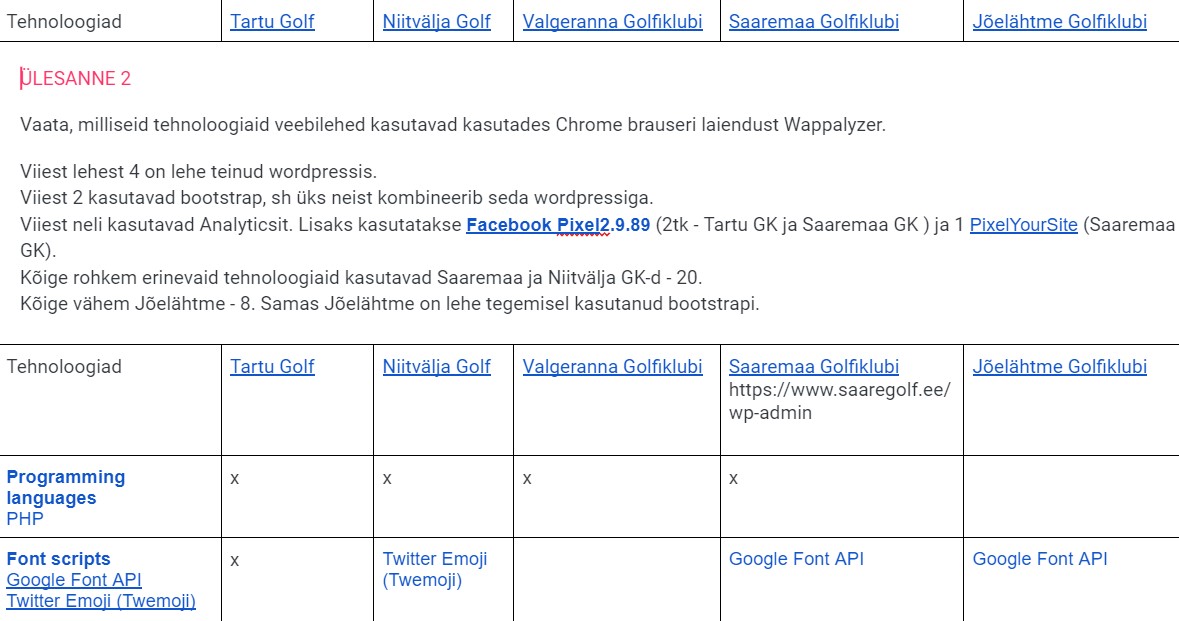 Tehnoloogiad Tartu Golf Niitvälja Golf Valgeranna Golfiklubi Saaremaa Golfiklubi Jõelähtme Golfiklubi
ÜLESANNE 2
Vaata, milliseid tehnoloogiaid veebilehed kasutavad kasutades Chrome brauseri laiendust Wappalyzer.
Viiest lehest 4 on lehe teinud wordpressis.
Viiest 2 kasutavad bootstrap, sh üks neist kombineerib seda wordpressiga.
Viiest neli kasutavad Analyticsit. Lisaks kasutatakse Facebook Pixel2.9.89 (2tk - Tartu GK ja Saaremaa GK ) ja 1 PixelYourSite (Saaremaa
GK).
Kõige rohkem erinevaid tehnoloogiaid kasutavad Saaremaa ja Niitvälja GK-d - 20.
Kõige vähem Jõelähtme - 8. Samas Jõelähtme on lehe tegemisel kasutanud bootstrapi.
Tehnoloogiad Tartu Golf Niitvälja Golf Valgeranna Golfiklubi Saaremaa Golfiklubi Jõelähtme Golfiklubi
https://www.saaregolf.ee/
wp-admin
Programming x x x x
languages
PHP
Font scripts x Twitter Emoji Google Font API Google Font API
Google Font API (Twemoji)
Twitter Emoji (Twemoji)